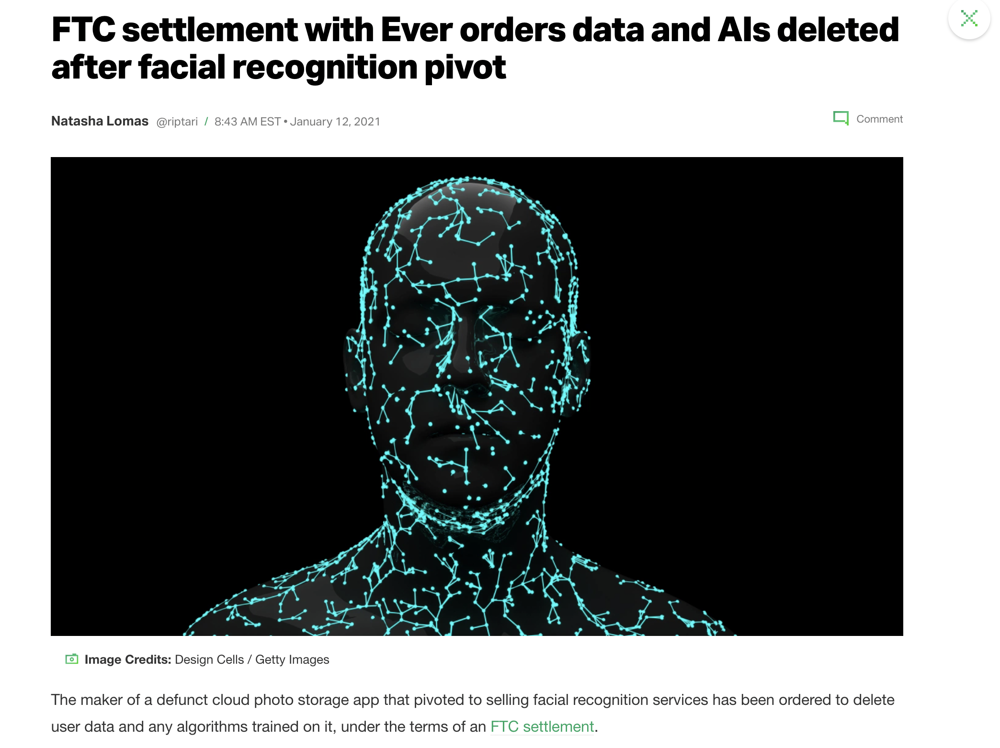 FTC settlement with Ever orders data and AIs deleted
after facial recognition pivot
Natasha Lomas @riptari / 8:43 AM EST • January 12, 2021
Comment
Image Credits: Design Cells / Getty Images
The maker of a defunct cloud photo storage app that pivoted to selling facial recognition services has been ordered to delete
user data and any algorithms trained on it, under the terms of an FTC settlement.